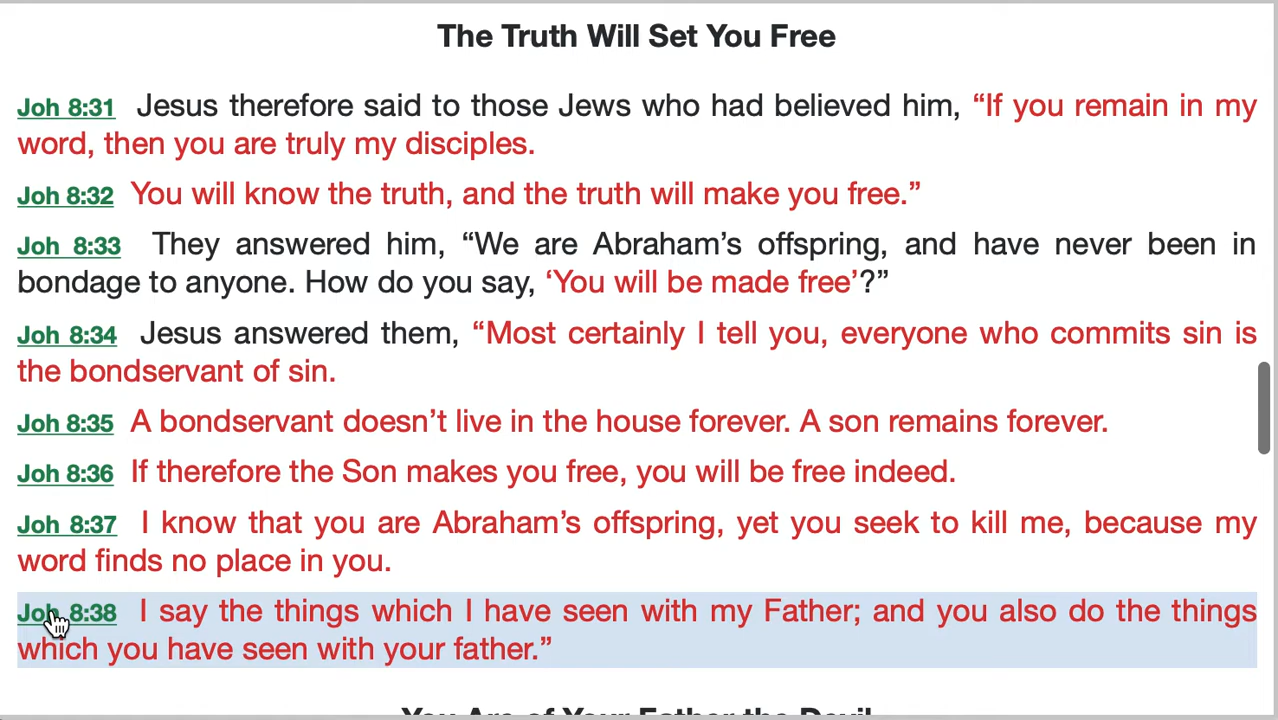 The Truth Will Set You Free
Joh 8:31 Jesus therefore said to those Jews who had believed him, “If you remain in my
word, then you are truly my disciples.
Joh 8:32 You will know the truth, and the truth will make you free.”
Joh 8:33 They answered him, “We are Abraham’s offspring, and have never been in
bondage to anyone. How do you say, ‘You will be made free’?”
Joh 8:34 Jesus answered them, “Most certainly I tell you, everyone who commits sin is
the bondservant of sin.
Joh 8:35 A bondservant doesn’t live in the house forever. A son remains forever.
Joh 8:36 If therefore the Son makes you free, you will be free indeed.
Joh 8:37 I know that you are Abraham’s offspring, yet you seek to kill me, because my
word finds no place in you.
Joh 8:38 I say the things which I have seen with my Father; and you also do the things
which you have seen with your father.”
You Are of Your Father the Devil